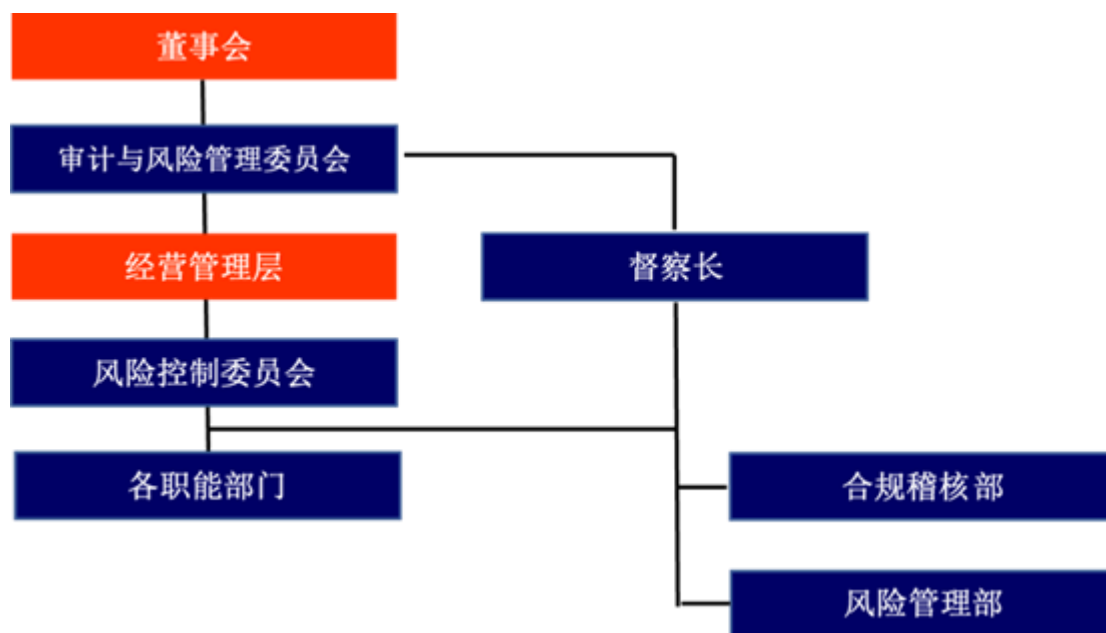 董事会
审计与风险管理委员会
经营管理层
督察长
风险控制委员会
各职能部门
合规稽核部
风险管理部